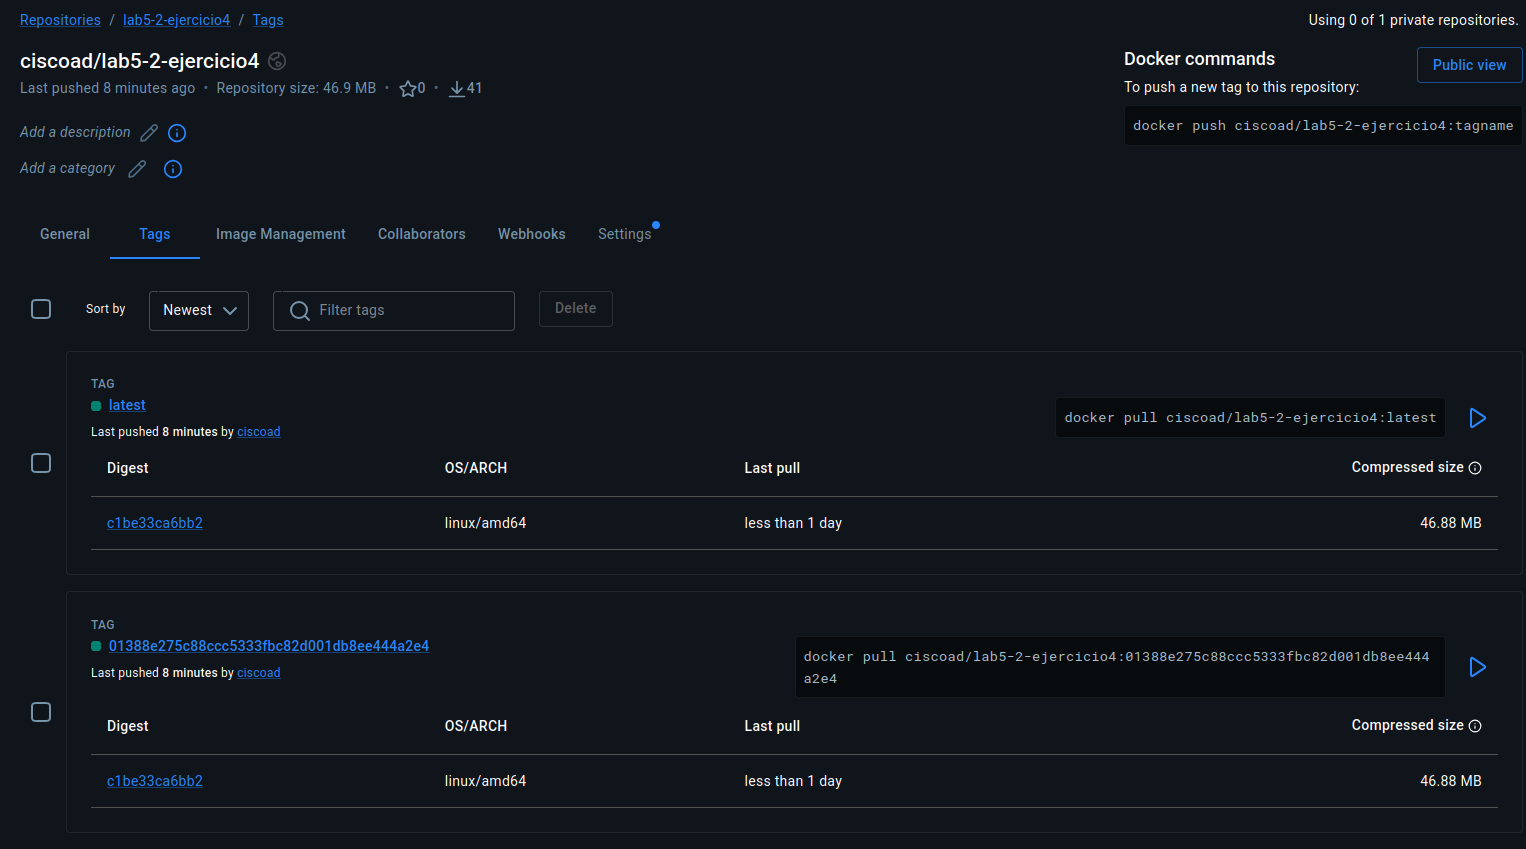 Repositories / lab5-2-ejercicio4 / Tags
Using 0 of 1 private repositories.
ciscoad/lab5-2-ejercicio4
Last pushed 8 minutes ago • Repository size: 46.9 MB • 0 • 41
Add a description
Add a category
Docker commands
Public view
To push a new tag to this repository:
docker push ciscoad/lab5-2-ejercicio4:tagname
General Tags Image Management Collaborators Webhooks Settings
Sort by Newest Filter tags Delete
TAG
latest
Last pushed 8 minutes by ciscoad
docker pull ciscoad/lab5-2-ejercicio4:latest
Digest OS/ARCH Last pull Compressed size
c1be33ca6bb2 linux/amd64 less than 1 day 46.88 MB
TAG
01388e275c88ccc5333fbc82d001db8ee444a2e4
Last pushed 8 minutes by ciscoad
docker pull ciscoad/lab5-2-ejercicio4:01388e275c88ccc5333fbc82d001db8ee444
a2e4
Digest OS/ARCH Last pull Compressed size
c1be33ca6bb2 linux/amd64 less than 1 day 46.88 MB